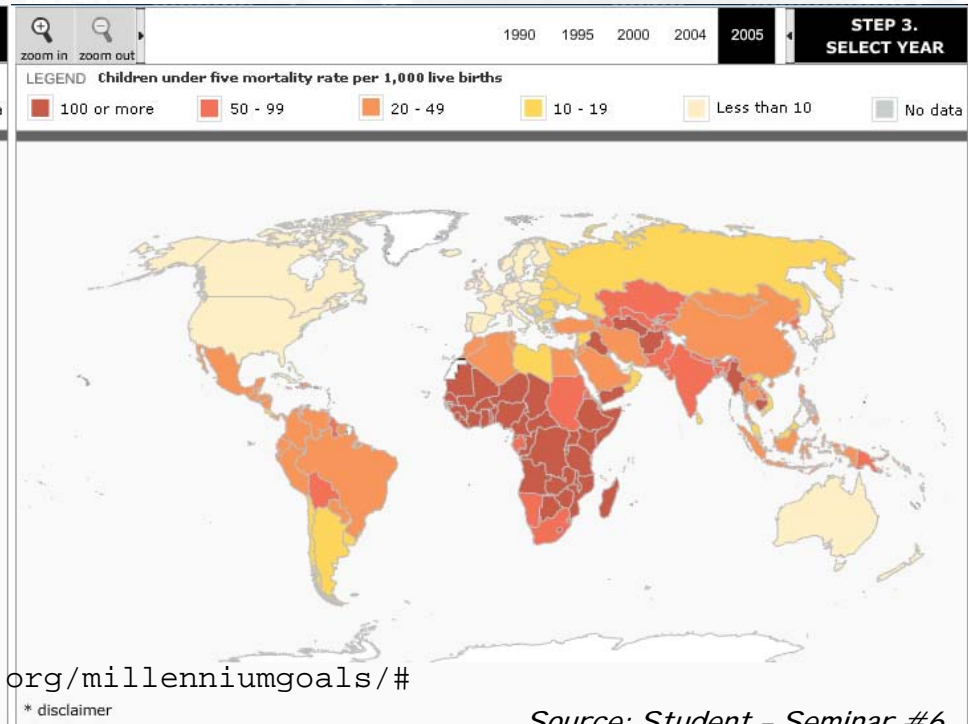 zoom in zoom out 1990 1995 2000 2004 2005 STEP 3.
SELECT YEAR
LEGEND Children under five mortality rate per 1,000 live births
100 or more 50 - 99 20 - 49 10 - 19 Less than 10 No data
org/millenniumgoals/#
* disclaimer
Source: Student – Seminar #6